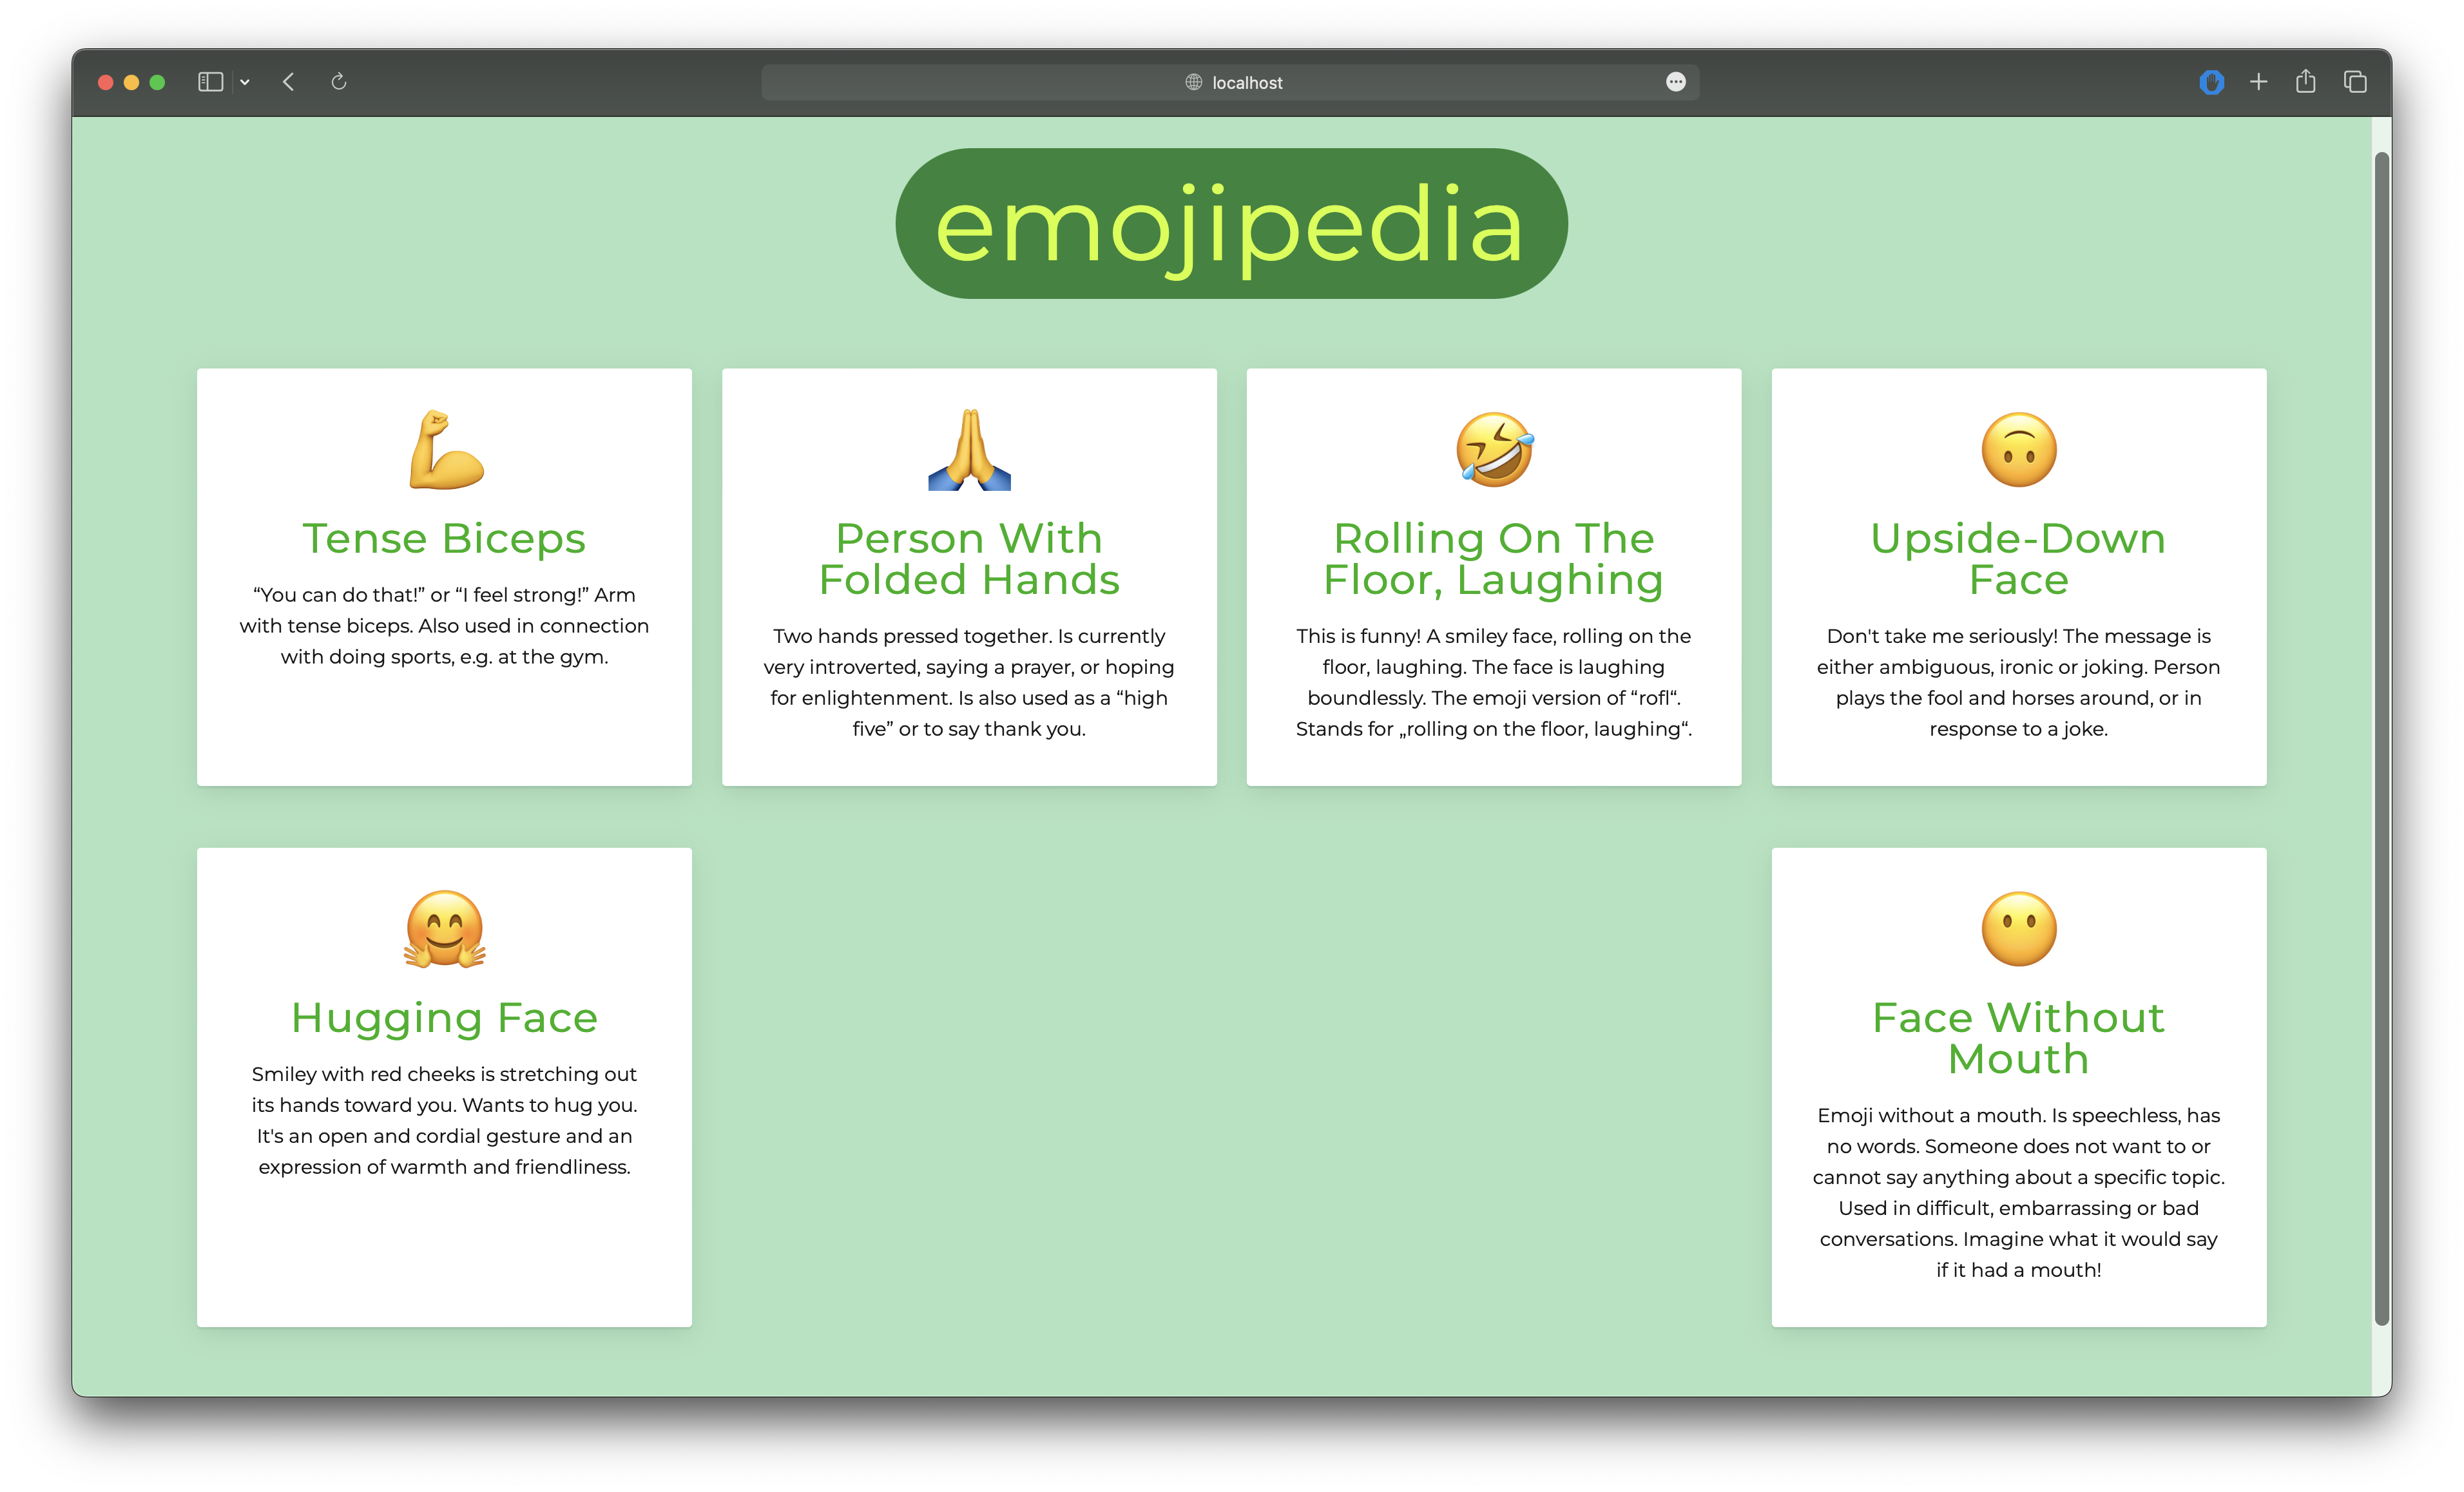 localhost
emojipedia
Tense Biceps
“You can do that!” or “I feel strong!” Arm
with tense biceps. Also used in connection
with doing sports, e.g. at the gym.
Person With
Folded Hands
Two hands pressed together. Is currently
very introverted, saying a prayer, or hoping
for enlightenment. Is also used as a “high
five” or to say thank you.
Rolling On The
Floor, Laughing
This is funny! A smiley face, rolling on the
floor, laughing. The face is laughing
boundlessly. The emoji version of “rofl“.
Stands for „rolling on the floor, laughing“.
Upside-Down
Face
Don't take me seriously! The message is
either ambiguous, ironic or joking. Person
plays the fool and horses around, or in
response to a joke.
Hugging Face
Smiley with red cheeks is stretching out
its hands toward you. Wants to hug you.
It's an open and cordial gesture and an
expression of warmth and friendliness.
Face Without
Mouth
Emoji without a mouth. Is speechless, has
no words. Someone does not want to or
cannot say anything about a specific topic.
Used in difficult, embarrassing or bad
conversations. Imagine what it would say
if it had a mouth!